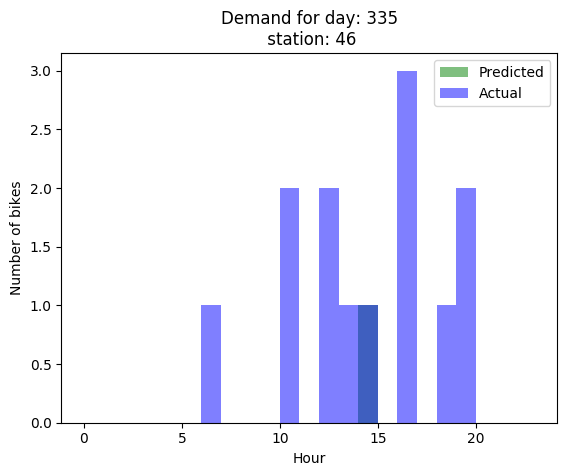 Demand for day: 335
station: 46
3.0
2.5
2.0
1.5
1.0
0.5
0.0
Number of bikes
Predicted
Actual
0 5 10 15 20
Hour